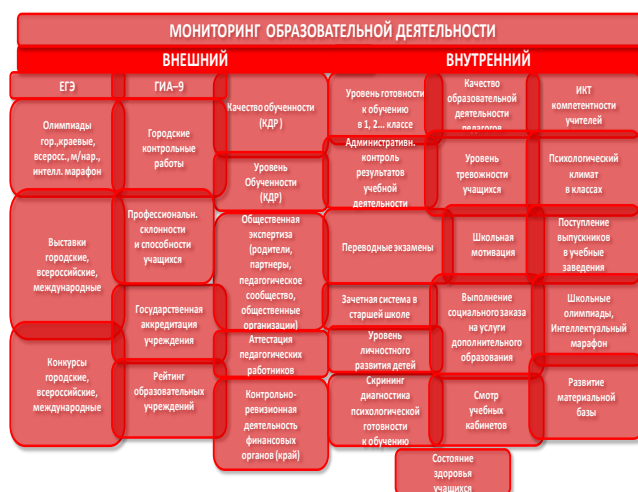 МОНИТОРИНГ ОБРАЗОВАТЕЛЬНОЙ ДЕЯТЕЛЬНОСТИ
ВНЕШНИЙ
ЕГЭ
Олимпиады
гор.,краевые,
всеросс., м/нар.,
интелл. марафон
Выставки
городские,
всероссийские,
международные
Конкурсы
городские,
всероссийские,
международные
ГИА–9
Городские
контрольные
работы
Профессиональн.
склонности
и способности
учащихся
Государственная
аккредитация
учреждения
Рейтинг
образовательных
учреждений
Качество обученности
(КДР )
Уровень
Обученности
(КДР)
Общественная
экспертиза
(родители,
партнеры,
педагогическое
сообщество,
общественные
организации)
Аттестация
педагогических
работников
Контрольно-
ревизионная
деятельность
финансовых
органов (край)
ВНУТРЕННИЙ
Уровень готовности
к обучению
в 1, 2... классе
Административн.
контроль
результатов
учебной
деятельности
Переводные экзамены
Зачетная система в
старшей школе
Уровень
личностного
развития детей
Скрининг
диагностика
психологической
готовности
к обучению
Качество
образовательной
деятельности
педагогов
Уровень
тревожности
учащихся
Школьная
мотивация
Выполнение
социального заказа
на услуги
дополнительного
образования
Смотр
учебных
кабинетов
ИКТ
компетентности
учителей
Психологический
климат
в классах
Поступление
выпускников
в учебные
заведения
Школьные
олимпиады,
Интеллектуальный
марафон
Развитие
материальной
базы
Состояние
здоровья
учащихся